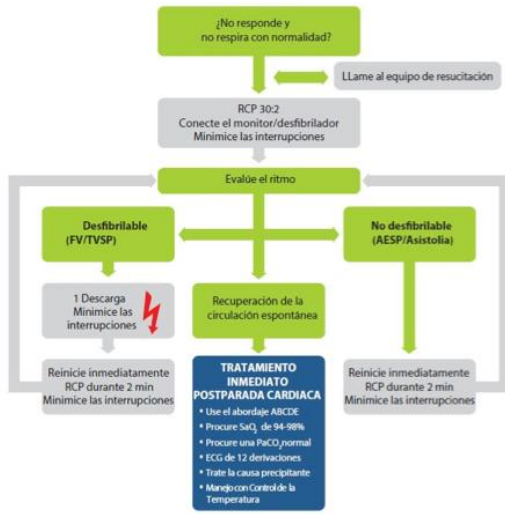 ¿No responde y
no respira con normalidad?
LLame al equipo de resucitación
RCP 30:2
Conecte el monitor/desfibrilador
Minimice las interrupciones
Evalúe el ritmo
Desfibrilable
(FV/TVSP)
No desfibrilable
(AESP/Asistolia)
1 Descarga
Minimice las
interrupciones
Recuperación de la
circulación espontánea
Reinicie inmediatamente
RCP durante 2 min
Minimice las interrupciones
TRATAMIENTO
INMEDIATO
POSTPARADA CARDIACA
• Use el abordaje ABCDE
• Procure SaO₂ de 94-98%
• Procure una PaCO₂ normal
• ECG de 12 derivaciones
• Trate la causa precipitante
• Manejo con Control de la
Temperatura
Reinicie inmediatamente
RCP durante 2 min
Minimice las interrupciones